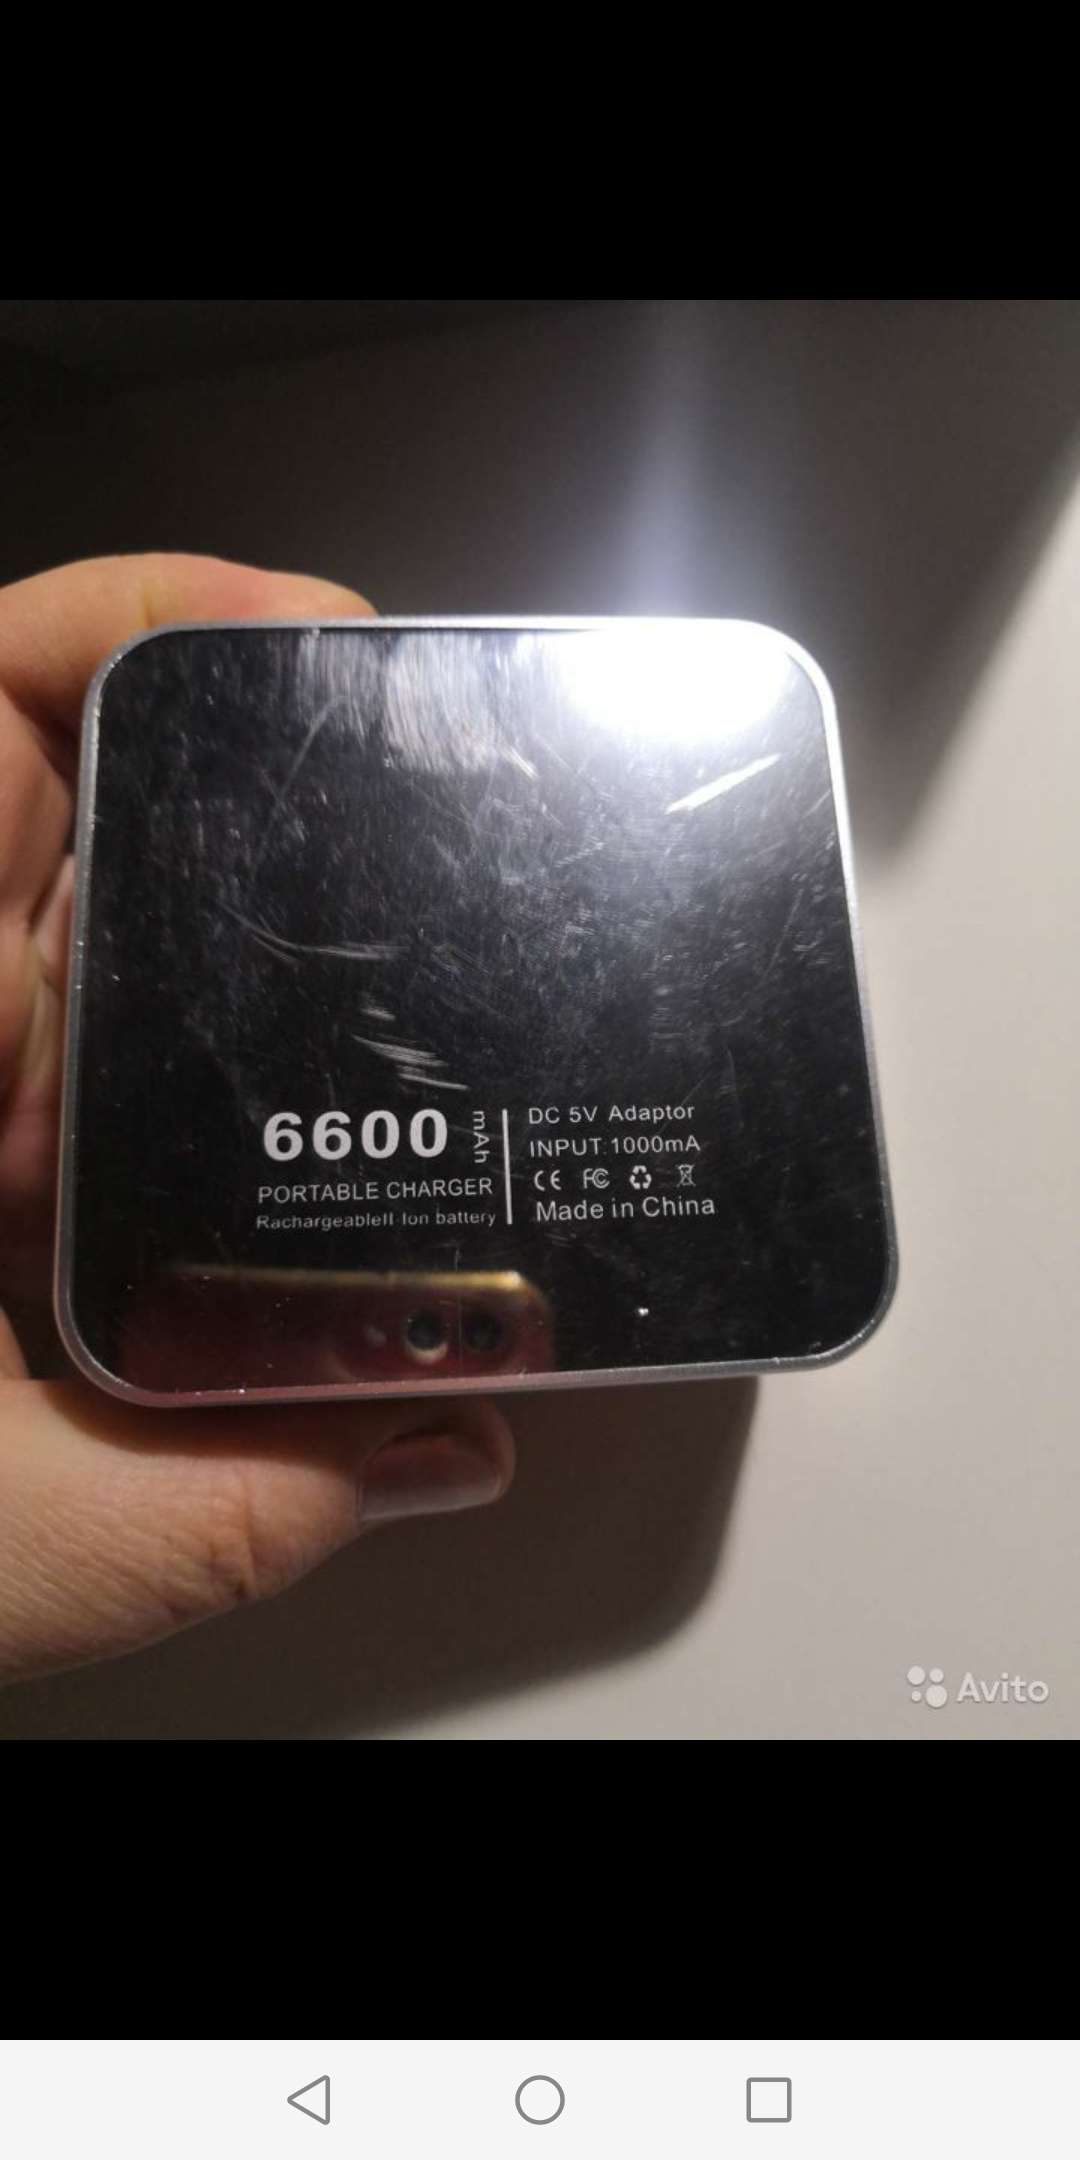 6600 mAh
PORTABLE CHARGER
Rachargeablell-Ion battery
DC 5V Adaptor
INPUT:1000mA
CE FC
Made in China
Avito